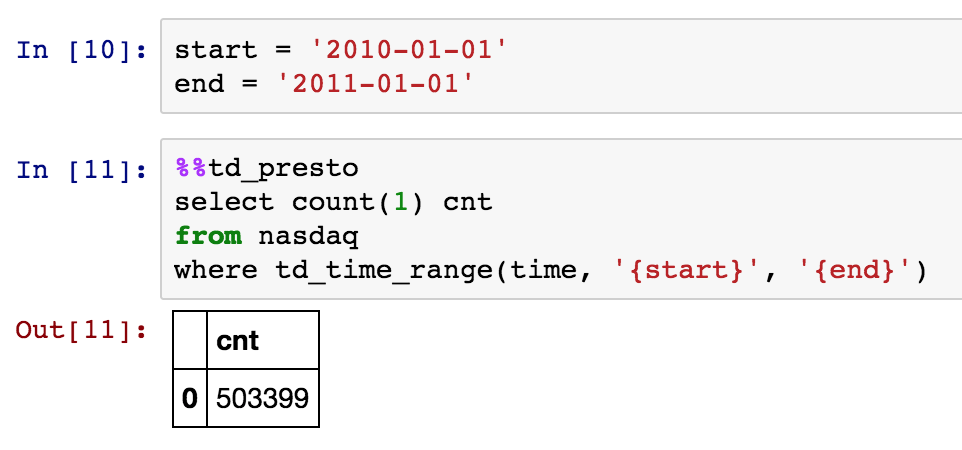 In [10]: start = '2010-01-01'
end = '2011-01-01'
In [11]: %%td_presto
select count(1) cnt
from nasdaq
where td_time_range(time, '{start}', '{end}')
Out[11]:
cnt
0 503399